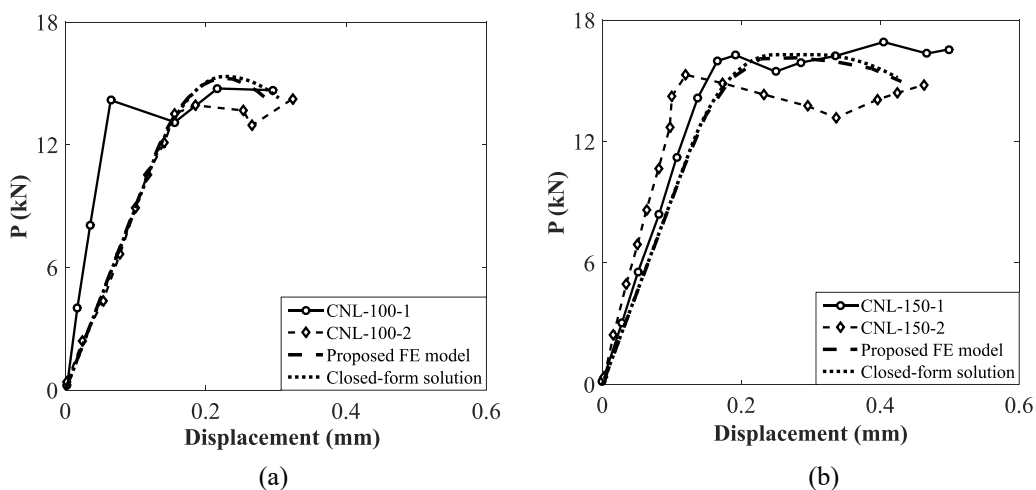 18
12
6
0
P (kN)
0
0.2
0.4
0.6
Displacement (mm)
CNL-100-1
CNL-100-2
Proposed FE model
Closed-form solution
(a)
18
12
6
0
P (kN)
0
0.2
0.4
0.6
Displacement (mm)
CNL-150-1
CNL-150-2
Proposed FE model
Closed-form solution
(b)